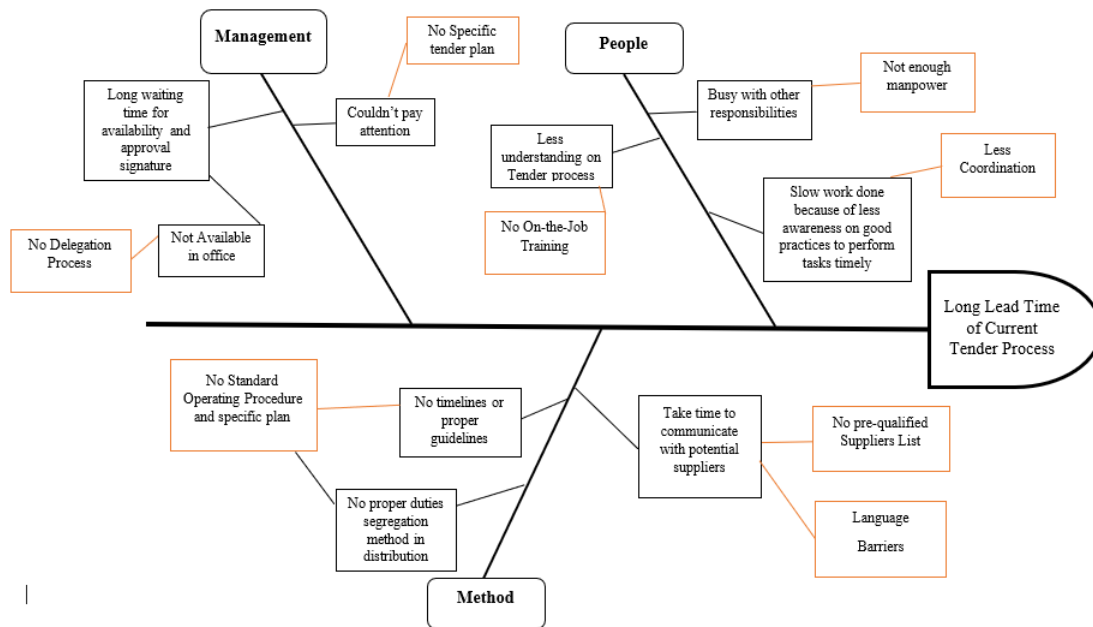 Management
No Specific
tender plan
People
Not enough
manpower
Long waiting
time for
availability and
approval
signature
Couldn't pay
attention
Busy with other
responsibilities
Less
understanding on
Tender process
Less
Coordination
Slow work done
because of less
awareness on good
practices to perform
tasks timely
No On-the-Job
Training
No Delegation
Process
Not Available
in office
Long Lead Time
of Current
Tender Process
No Standard
Operating Procedure
and specific plan
No timelines or
proper
guidelines
Take time to
communicate
with potential
suppliers
No pre-qualified
Suppliers List
No proper duties
segregation
method in
distribution
Language
Barriers
Method